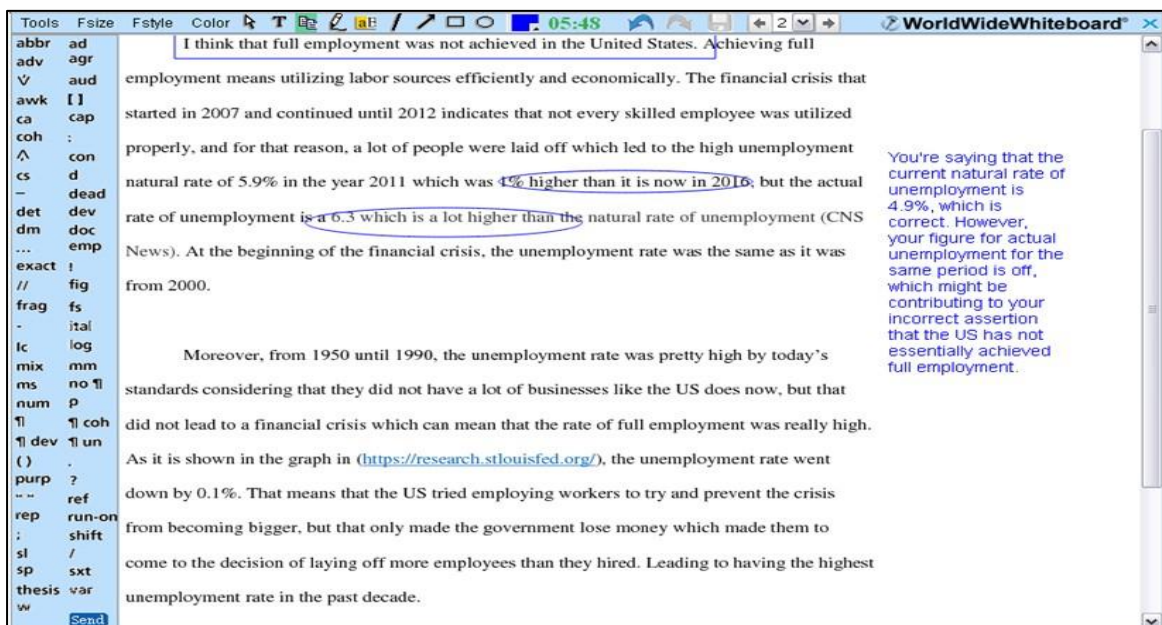 Tools Fsize Fstyle Color T aB / 05:48 2 WorldWideWhiteboard® ×
abbr ad
adv agr
aud
awk [ ]
ca cap
coh :
^ con
cs d
– dead
det dev
dm doc
... emp
exact !
// fig
frag fs
- ital
lc log
mix mm
ms no ¶
num P
¶ ¶ coh
¶ dev ¶ un
( ) .
purp ?
“ ” ref
rep run-on
; shift
sl /
sp sxt
thesis var
w
Send
I think that full employment was not achieved in the United States. Achieving full
employment means utilizing labor sources efficiently and economically. The financial crisis that
started in 2007 and continued until 2012 indicates that not every skilled employee was utilized
properly, and for that reason, a lot of people were laid off which led to the high unemployment
natural rate of 5.9% in the year 2011 which was 1% higher than it is now in 2016, but the actual
rate of unemployment is a 6.3 which is a lot higher than the natural rate of unemployment (CNS
News). At the beginning of the financial crisis, the unemployment rate was the same as it was
from 2000.
Moreover, from 1950 until 1990, the unemployment rate was pretty high by today’s
standards considering that they did not have a lot of businesses like the US does now, but that
did not lead to a financial crisis which can mean that the rate of full employment was really high.
As it is shown in the graph in (https://research.stlouisfed.org/), the unemployment rate went
down by 0.1%. That means that the US tried employing workers to try and prevent the crisis
from becoming bigger, but that only made the government lose money which made them to
come to the decision of laying off more employees than they hired. Leading to having the highest
unemployment rate in the past decade.
You're saying that the
current natural rate of
unemployment is
4.9%, which is
correct. However,
your figure for actual
unemployment for the
same period is off,
which might be
contributing to your
incorrect assertion
that the US has not
essentially achieved
full employment.